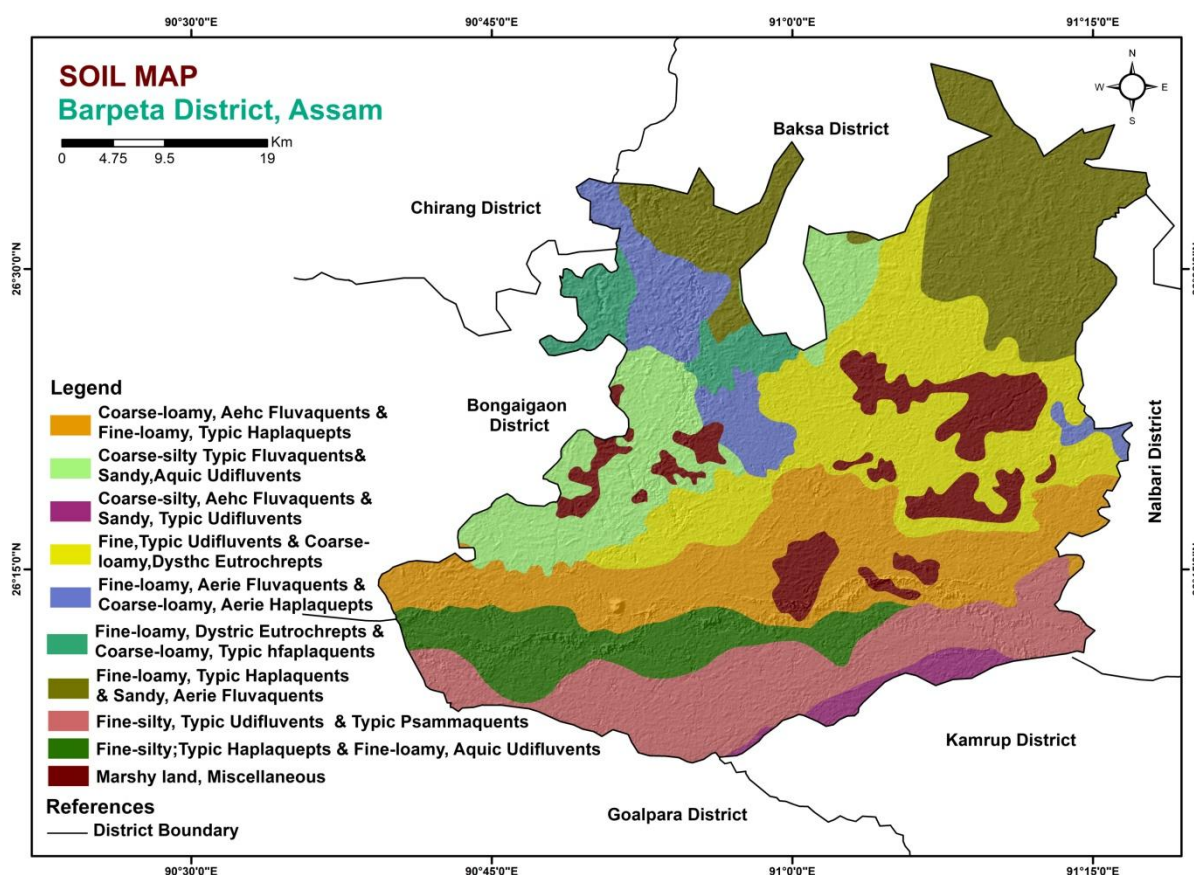 90°30'0"E 90°45'0"E 91°0'0"E 91°15'0"E
SOIL MAP
Barpeta District, Assam
Km
0 4.75 9.5 19
N
W E
S
Baksa District
Chirang District
26°30'0"N
Legend
Bongaigaon
District
Nalbari District
Coarse-loamy, Aehc Fluvaquents &
Fine-loamy, Typic Haplaquepts
Coarse-silty Typic Fluvaquents&
Sandy,Aquic Udifluvents
Coarse-silty, Aehc Fluvaquents &
Sandy, Typic Udifluvents
Fine,Typic Udifluvents & Coarse-
loamy,Dysthc Eutrochrepts
26°15'0"N
Fine-loamy, Aerie Fluvaquents &
Coarse-loamy, Aerie Haplaquepts
Fine-loamy, Dystric Eutrochrepts &
Coarse-loamy, Typic hfaplaquents
Fine-loamy, Typic Haplaquents
& Sandy, Aerie Fluvaquents
Fine-silty, Typic Udifluvents & Typic Psammaquents
Fine-silty;Typic Haplaquepts & Fine-loamy, Aquic Udifluvents
Marshy land, Miscellaneous
Kamrup District
References
District Boundary
Goalpara District
90°30'0"E 90°45'0"E 91°0'0"E 91°15'0"E